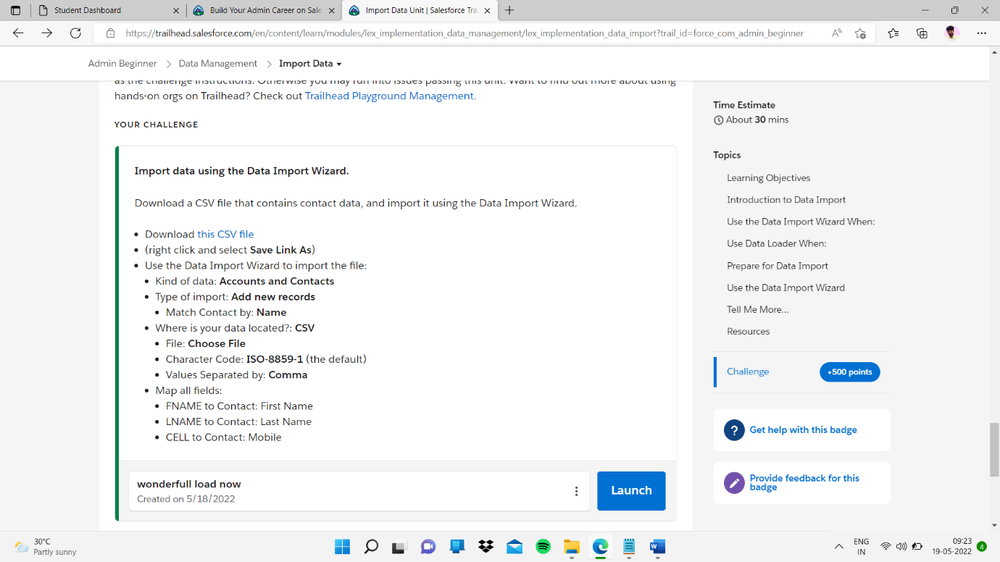 Student Dashboard
Build Your Admin Career on Sale
Import Data Unit | Salesforce Trai
https://trailhead.salesforce.com/en/content/learn/modules/lex_implementation_data_management/lex_implementation_data_import?trail_id=force_com_admin_beginner
Admin Beginner > Data Management > Import Data
as the challenge instructions. Otherwise you may run into issues passing this unit. Want to find out more about using
hands-on orgs on Trailhead? Check out Trailhead Playground Management.
YOUR CHALLENGE
Import data using the Data Import Wizard.
Download a CSV file that contains contact data, and import it using the Data Import Wizard.
Download this CSV file
(right click and select Save Link As)
Use the Data Import Wizard to import the file:
Kind of data: Accounts and Contacts
Type of import: Add new records
Match Contact by: Name
Where is your data located?: CSV
File: Choose File
Character Code: ISO-8859-1 (the default)
Values Separated by: Comma
Map all fields:
FNAME to Contact: First Name
LNAME to Contact: Last Name
CELL to Contact: Mobile
wonderfull load now
Created on 5/18/2022
Launch
Time Estimate
About 30 mins
Topics
Learning Objectives
Introduction to Data Import
Use the Data Import Wizard When:
Use Data Loader When:
Prepare for Data Import
Use the Data Import Wizard
Tell Me More...
Resources
Challenge
+500 points
? Get help with this badge
Provide feedback for this
badge
30°C
Partly sunny
ENG
IN
09:23
19-05-2022
4